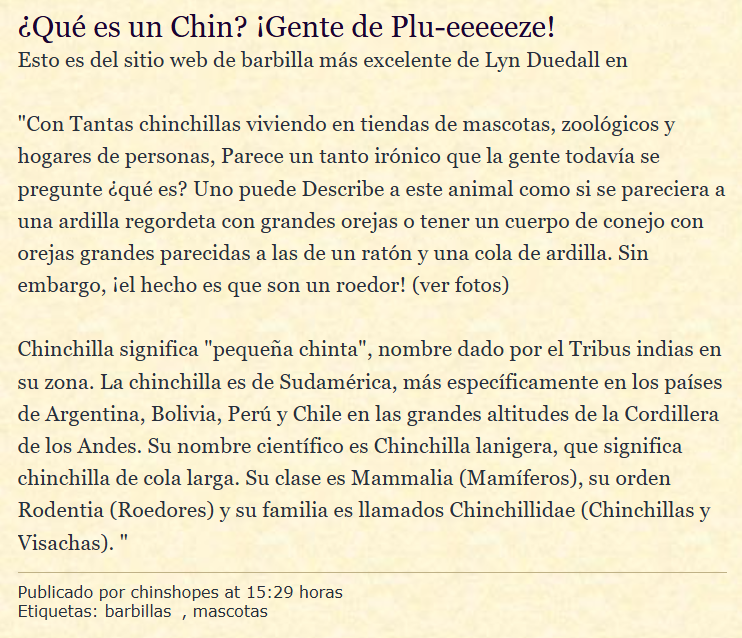 ¿Qué es un Chin? ¡Gente de Plu-eeeeeze!
Esto es del sitio web de barbilla más excelente de Lyn Duedall en
"Con Tantas chinchillas viviendo en tiendas de mascotas, zoológicos y
hogares de personas, Parece un tanto irónico que la gente todavía se
pregunte ¿qué es? Uno puede Describe a este animal como si se pareciera a
una ardilla regordeta con grandes orejas o tener un cuerpo de conejo con
orejas grandes parecidas a las de un ratón y una cola de ardilla. Sin
embargo, ¡el hecho es que son un roedor! (ver fotos)
Chinchilla significa "pequeña chinta", nombre dado por el Tribus indias en
su zona. La chinchilla es de Sudamérica, más específicamente en los países
de Argentina, Bolivia, Perú y Chile en las grandes altitudes de la Cordillera
de los Andes. Su nombre científico es Chinchilla lanigera, que significa
chinchilla de cola larga. Su clase es Mammalia (Mamíferos), su orden
Rodentia (Roedores) y su familia es llamados Chinchillidae (Chinchillas y
Visachas). "
Publicado por chinshopes at 15:29 horas
Etiquetas: barbillas , mascotas